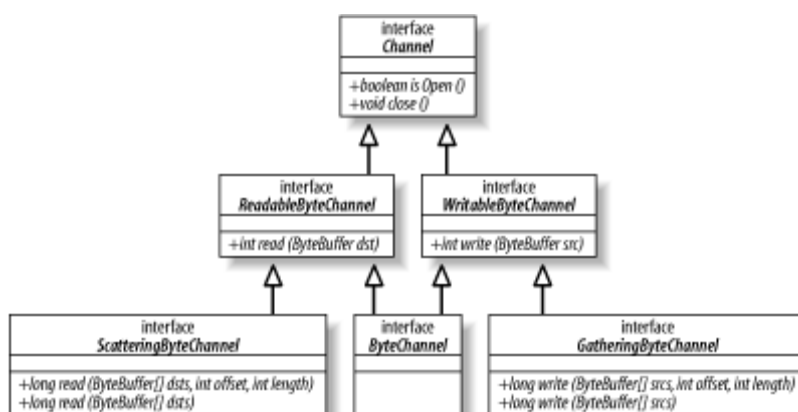 interface
Channel
+boolean is Open ()
+void close ()
interface
ReadableByteChannel
+int read (ByteBuffer dst)
interface
WritableByteChannel
+int write (ByteBuffer src)
interface
ScatteringByteChannel
+long read (ByteBuffer[] dsts, int offset, int length)
+long read (ByteBuffer[] dsts)
interface
ByteChannel
interface
GatheringByteChannel
+long write (ByteBuffer[] srcs, int offset, int length)
+long write (ByteBuffer[] srcs)